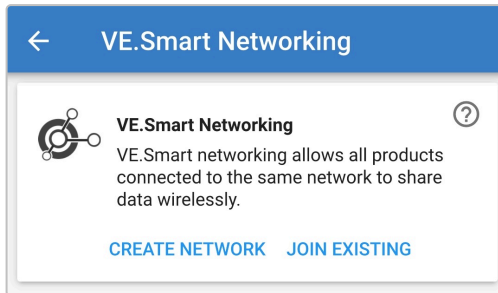 VE.Smart Networking
VE.Smart Networking
VE.Smart networking allows all products
connected to the same network to share
data wirelessly.
CREATE NETWORK JOIN EXISTING